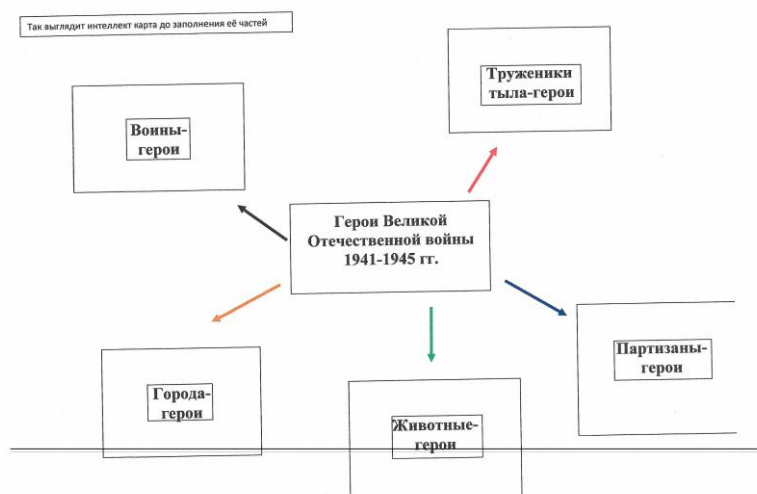 Так выглядит интеллект карта до заполнения её частей
Труженики
тыла-герои
Воины-
герои
Герои Великой
Отечественной войны
1941-1945 гг.
Партизаны-
герои
Города-
герои
Животные-
герои